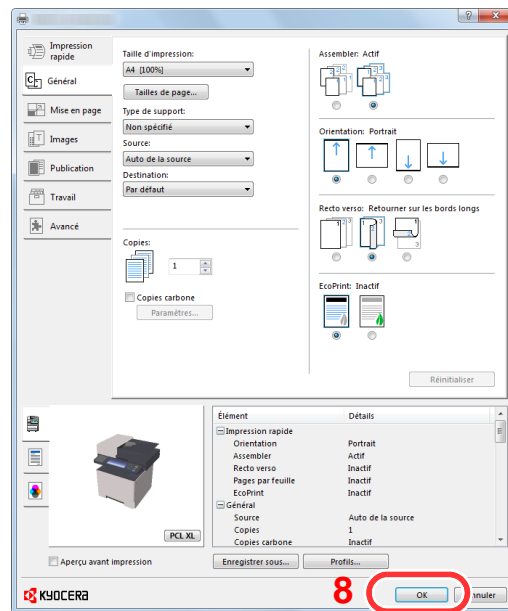 Impression
rapide
Général
Mise en page
Images
Publication
Travail
Avancé
Taille d'impression:
A4 [100%]
Tailles de page...
Type de support:
Non spécifié
Source:
Auto de la source
Destination:
Par défaut
Copies:
1
Copies carbone
Paramètres...
Assembler: Actif
Orientation: Portrait
Recto verso: Retourner sur les bords longs
EcoPrint: Inactif
Réinitialiser
PCL XL
Aperçu avant impression
Élément Détails
Impression rapide
Orientation Portrait
Assembler Actif
Recto verso Inactif
Pages par feuille Inactif
EcoPrint Inactif
Général
Source Auto de la source
Copies 1
Copies carbone Inactif
Enregistrer sous... Profils...
KYOCERA
8 OK nnuler